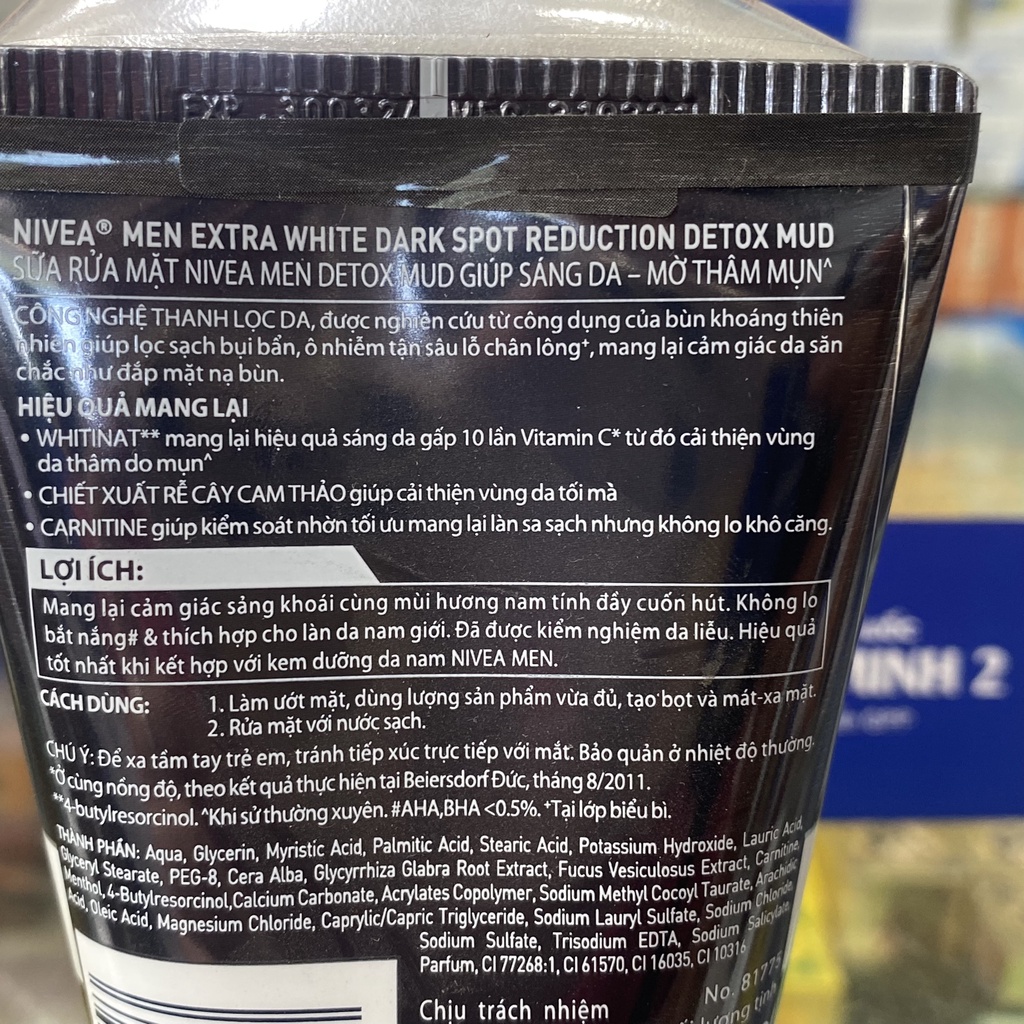 NIVEA® MEN EXTRA WHITE DARK SPOT REDUCTION DETOX MUD
SỮA RỬA MẶT NIVEA MEN DETOX MUD GIÚP SÁNG DA – MỜ THÂM MỤN^
CÔNG NGHỆ THANH LỌC DA, được nghiên cứu từ công dụng của bùn khoáng thiên
nhiên giúp lọc sạch bụi bẩn, ô nhiễm tận sâu lỗ chân lông⁺, mang lại cảm giác da săn
chắc như đắp mặt nạ bùn.
HIỆU QUẢ MANG LẠI
• WHITINAT** mang lại hiệu quả sáng da gấp 10 lần Vitamin C* từ đó cải thiện vùng
da thâm do mụn^
• CHIẾT XUẤT RỄ CÂY CAM THẢO giúp cải thiện vùng da tối mà
• CARNITINE giúp kiểm soát nhờn tối ưu mang lại làn sa sạch nhưng không lo khô căng.
LỢI ÍCH:
Mang lại cảm giác sảng khoái cùng mùi hương nam tính đầy cuốn hút. Không lo
bắt nắng# & thích hợp cho làn da nam giới. Đã được kiểm nghiệm da liễu. Hiệu quả
tốt nhất khi kết hợp với kem dưỡng da nam NIVEA MEN.
CÁCH DÙNG: 1. Làm ướt mặt, dùng lượng sản phẩm vừa đủ, tạo bọt và mát-xa mặt.
2. Rửa mặt với nước sạch.
CHÚ Ý: Để xa tầm tay trẻ em, tránh tiếp xúc trực tiếp với mắt. Bảo quản ở nhiệt độ thường.
*Ở cùng nồng độ, theo kết quả thực hiện tại Beiersdorf Đức, tháng 8/2011.
**4-butylresorcinol. ^Khi sử thường xuyên. #AHA,BHA <0.5%. ⁺Tại lớp biểu bì.
THÀNH PHẦN: Aqua, Glycerin, Myristic Acid, Palmitic Acid, Stearic Acid, Potassium Hydroxide, Lauric Acid,
Glyceryl Stearate, PEG-8, Cera Alba, Glycyrrhiza Glabra Root Extract, Fucus Vesiculosus Extract, Carnitine,
Menthol, 4-Butylresorcinol,Calcium Carbonate, Acrylates Copolymer, Sodium Methyl Cocoyl Taurate, Arachidic
Acid, Oleic Acid, Magnesium Chloride, Caprylic/Capric Triglyceride, Sodium Lauryl Sulfate, Sodium Chloride,
Sodium Sulfate, Trisodium EDTA, Sodium Salicylate,
Parfum, CI 77268:1, CI 61570, CI 16035, CI 10316
No. 81775
Chịu trách nhiệm
lượng tịnh
MINH 2